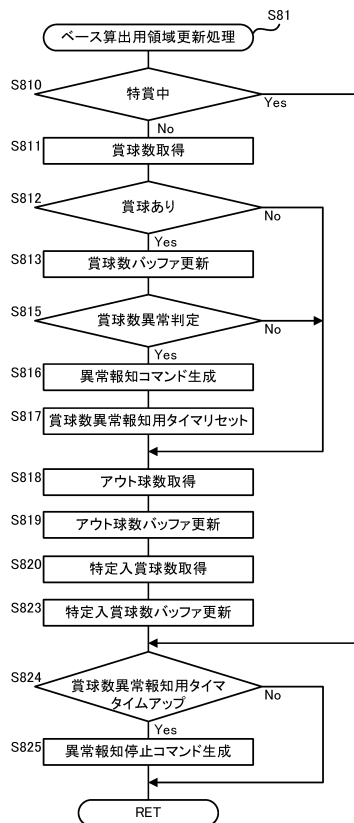 S81
ベース算出用領域更新処理
S810
特賞中
Yes
No
S811
賞球数取得
S812
賞球あり
No
Yes
S813
賞球数バッファ更新
S815
賞球数異常判定
No
Yes
S816
異常報知コマンド生成
S817
賞球数異常報知用タイマリセット
S818
アウト球数取得
S819
アウト球数バッファ更新
S820
特定入賞球数取得
S823
特定入賞球数バッファ更新
S824
賞球数異常報知用タイマ
タイムアップ
No
Yes
S825
異常報知停止コマンド生成
RET